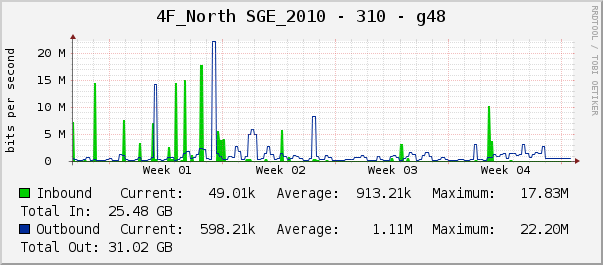 4F_North SGE_2010 - 310 - g48
RRDTOOL / TOBI OETIKER
bits per second
20 M
15 M
10 M
5 M
0
Week 01 Week 02 Week 03 Week 04
Inbound Current: 49.01k Average: 913.21k Maximum: 17.83M
Total In: 25.48 GB
Outbound Current: 598.21k Average: 1.11M Maximum: 22.20M
Total Out: 31.02 GB